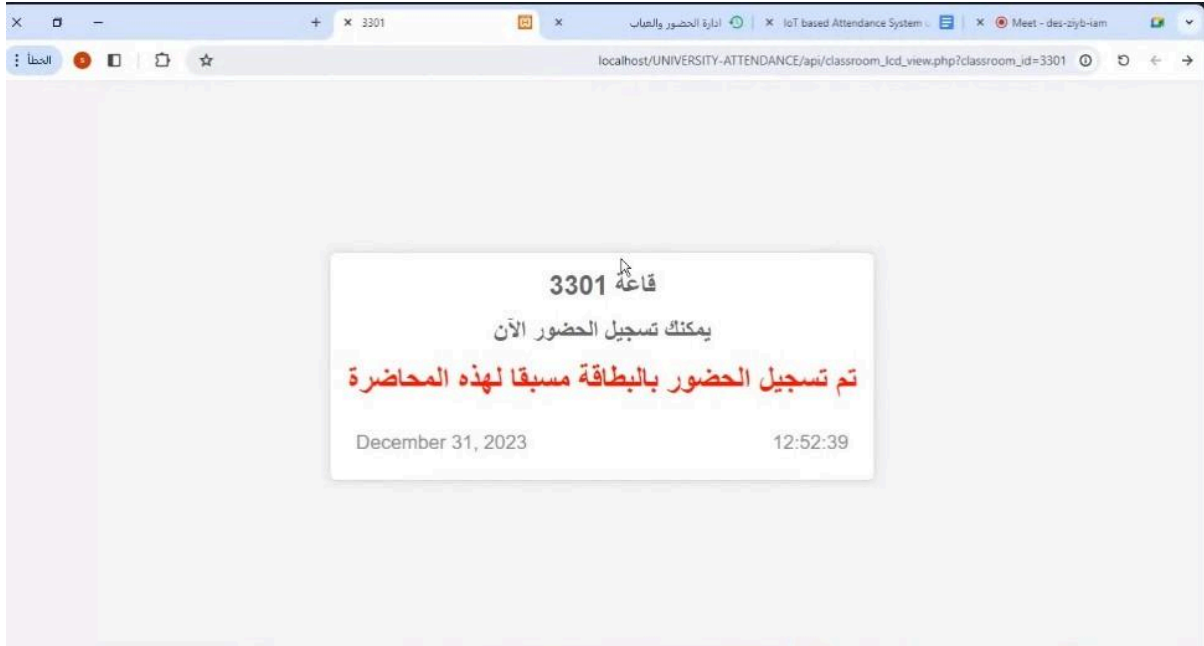 Meet - des-ziyb-iam
IoT based Attendance System
ادارة الحضور والغياب
3301
localhost/UNIVERSITY-ATTENDANCE/api/classroom_lcd_view.php?classroom_id=3301
الخطأ
قاعة 3301
يمكنك تسجيل الحضور الآن
تم تسجيل الحضور بالبطاقة مسبقا لهذه المحاضرة
December 31, 2023
12:52:39